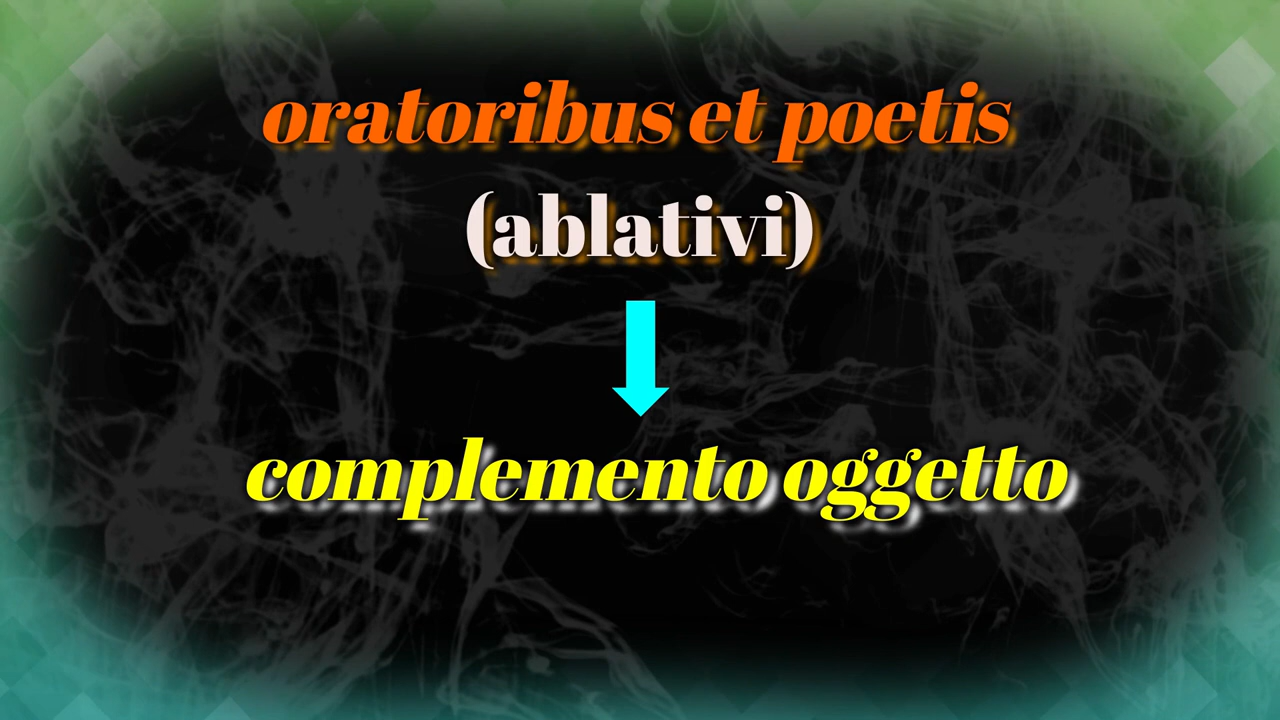 oratoribus et poetis
(ablativi)
complemento oggetto